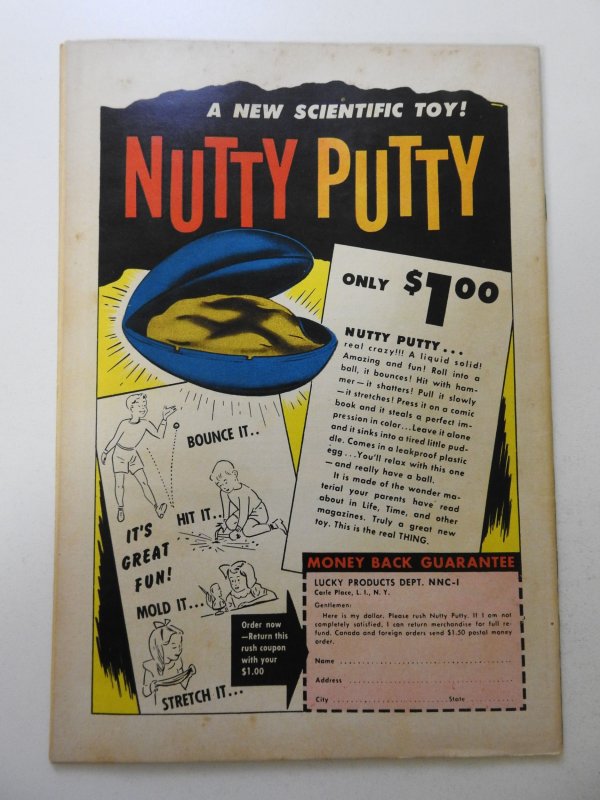 A NEW SCIENTIFIC TOY!
NUTTY PUTTY
ONLY $1.00
NUTTY PUTTY...
real crazy!!! A liquid solid!
Amazing and fun! Roll into a
ball, it bounces! Hit with ham-
mer—it shatters! Pull it slowly
—it stretches! Press it on a comic
book and it steals a perfect im-
pression in color...Leave it alone
and it sinks into a tired little pud-
dle. Comes in a leakproof plastic
egg...You'll relax with this one
—and really have a ball.
It is made of the wonder ma-
terial your parents have read
about in Life, Time, and other
magazines. Truly a great new
toy. This is the real THING.
BOUNCE IT..
HIT IT..
IT'S
GREAT
FUN!
MOLD IT...
STRETCH IT...
Order now
—Return this
rush coupon
with your
$1.00
MONEY BACK GUARANTEE
LUCKY PRODUCTS DEPT. NNC-1
Carle Place, L. I., N. Y.
Gentlemen:
Here is my dollar. Please rush Nutty Putty. If I am not
completely satisfied, I can return merchandise for full re-
fund. Canada and foreign orders send $1.50 postal money
order.
Name
Address
City State